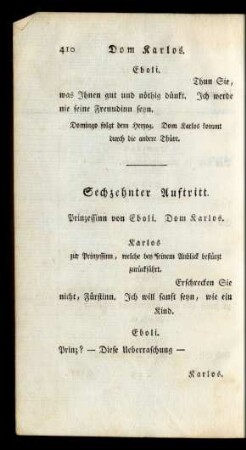 410 Dom Karlos.
Eboli.
Thun Sie,
was Ihnen gut und nöthig dünkt. Ich werde
nie seine Freundinn seyn.
Domingo folgt dem Herzog. Dom Karlos kommt
durch die andere Thüre.
Sechzehnter Auftritt.
Prinzessinn von Eboli. Dom Karlos.
Karlos
zur Prinzessinn, welche bey seinem Anblick bestürzt
zurückfährt.
Erschrecken Sie
nicht, Fürstinn. Ich will sanft seyn, wie ein
Kind.
Eboli.
Prinz? — Diese Ueberraschung —
Karlos.